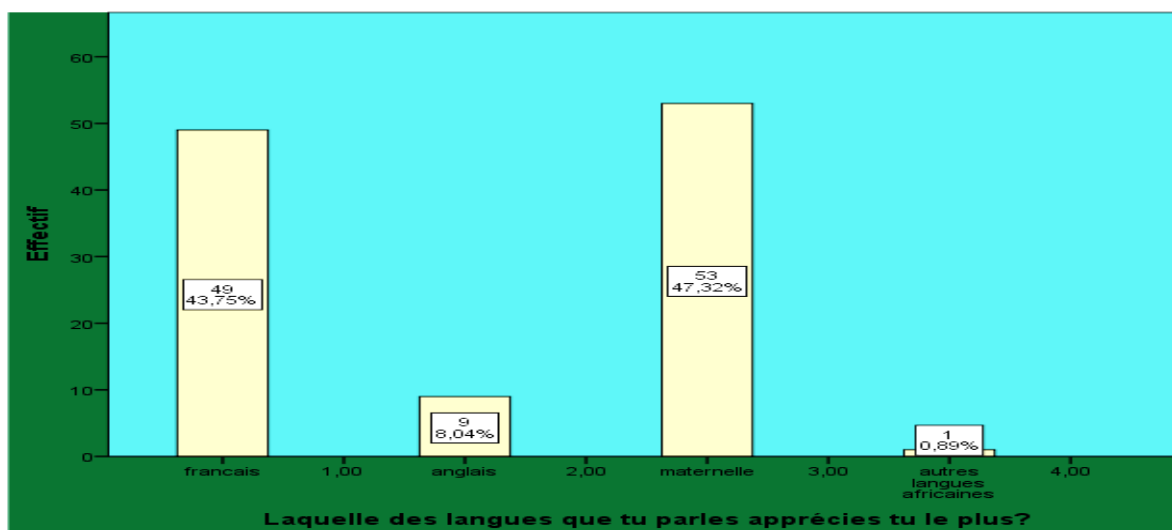 60
50
40
30
20
10
0
Effectif
49
43,75%
9
8,04%
53
47,32%
1
0,89%
francais
1,00
anglais
2,00
maternelle
3,00
autres
langues
africaines
4,00
Laquelle des langues que tu parles apprécies tu le plus?